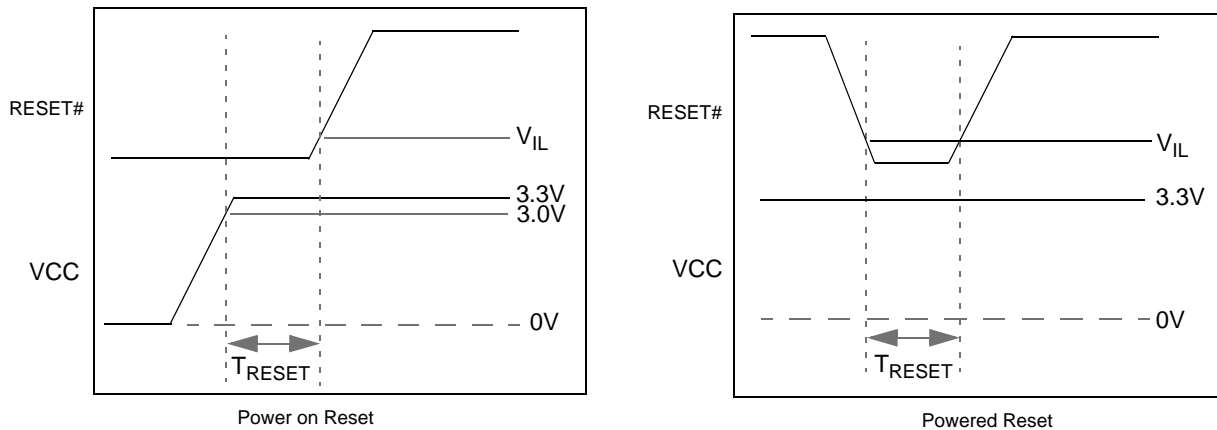 RESET#
VIL
3.3V
3.0V
VCC
0V
TRESET
Power on Reset
RESET#
VIL
3.3V
VCC
0V
TRESET
Powered Reset